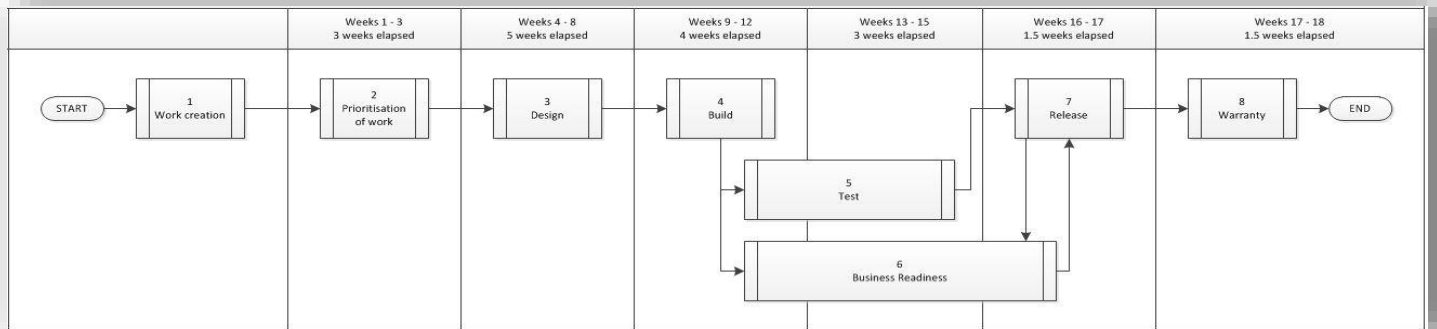 Weeks 1 - 3
3 weeks elapsed
Weeks 4 - 8
5 weeks elapsed
Weeks 9 - 12
4 weeks elapsed
Weeks 13 - 15
3 weeks elapsed
Weeks 16 - 17
1.5 weeks elapsed
Weeks 17 - 18
1.5 weeks elapsed
START
1
Work creation
2
Prioritisation
of work
3
Design
4
Build
7
Release
8
Warranty
END
5
Test
6
Business Readiness